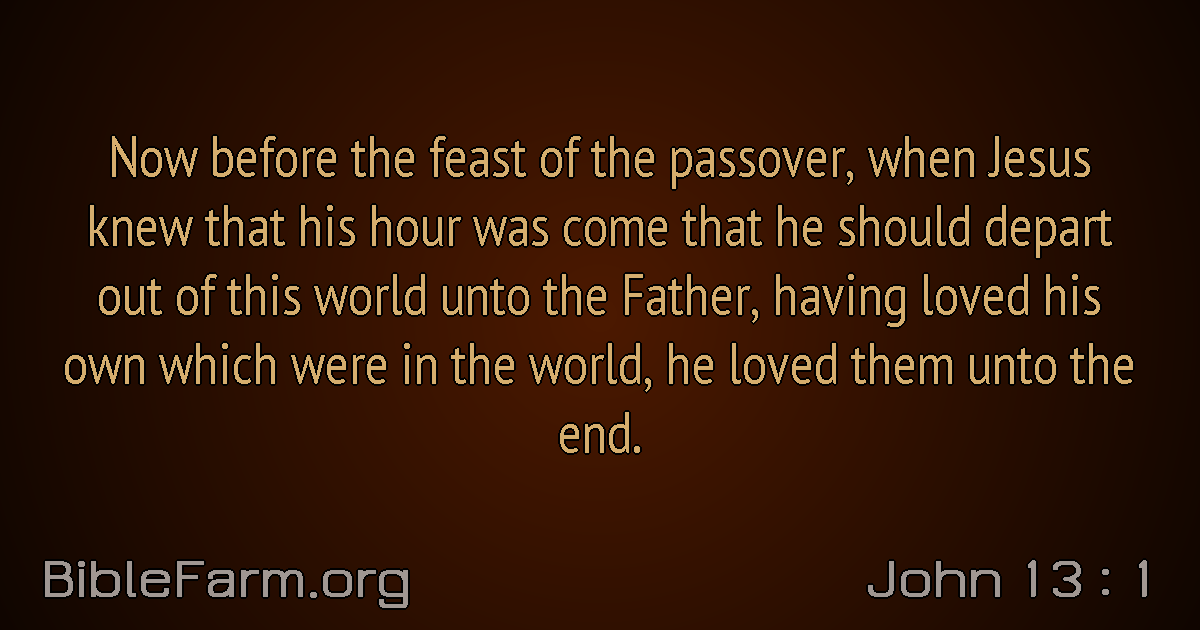 Now before the feast of the passover, when Jesus
knew that his hour was come that he should depart
out of this world unto the Father, having loved his
own which were in the world, he loved them unto the
end.
BibleFarm.org
John 13 : 1